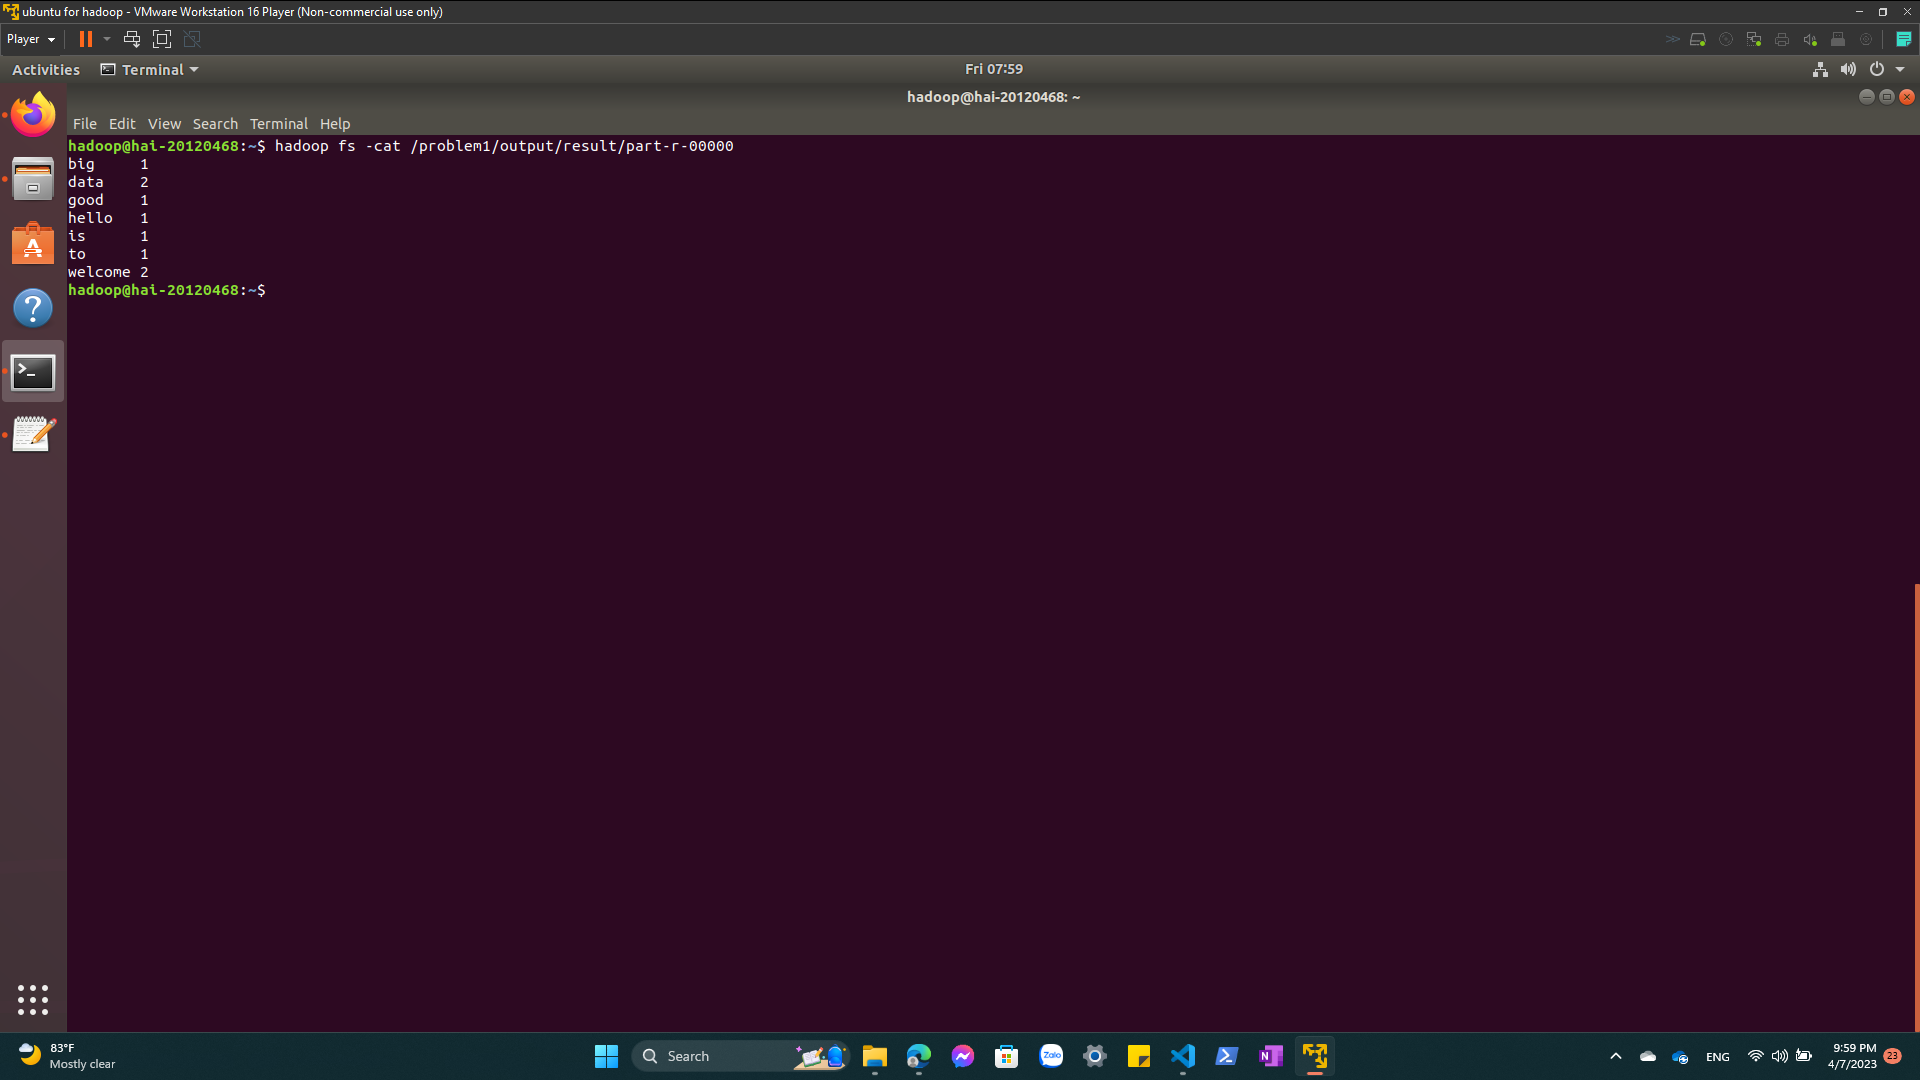 ubuntu for hadoop - VMware Workstation 16 Player (Non-commercial use only)
Player
Activities
Terminal
Fri 07:59
hadoop@hai-20120468: ~
File Edit View Search Terminal Help
hadoop@hai-20120468:~$ hadoop fs -cat /problem1/output/result/part-r-00000
big 1
data 2
good 1
hello 1
is 1
to 1
welcome 2
hadoop@hai-20120468:~$
83°F
Mostly clear
Search
Zalo
N
ENG
9:59 PM
4/7/2023
23